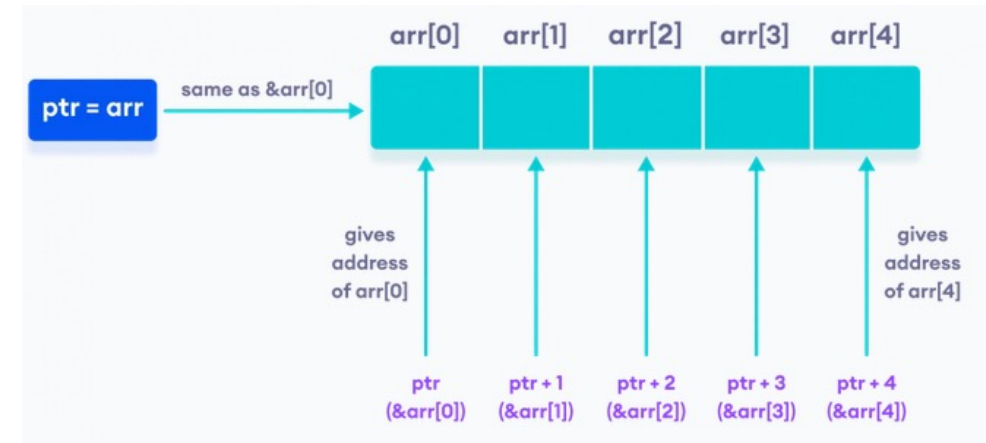 arr[0] arr[1] arr[2] arr[3] arr[4]
ptr = arr
same as &arr[0]
gives
address
of arr[0]
gives
address
of arr[4]
ptr ptr + 1 ptr + 2 ptr + 3 ptr + 4
(&arr[0]) (&arr[1]) (&arr[2]) (&arr[3]) (&arr[4])